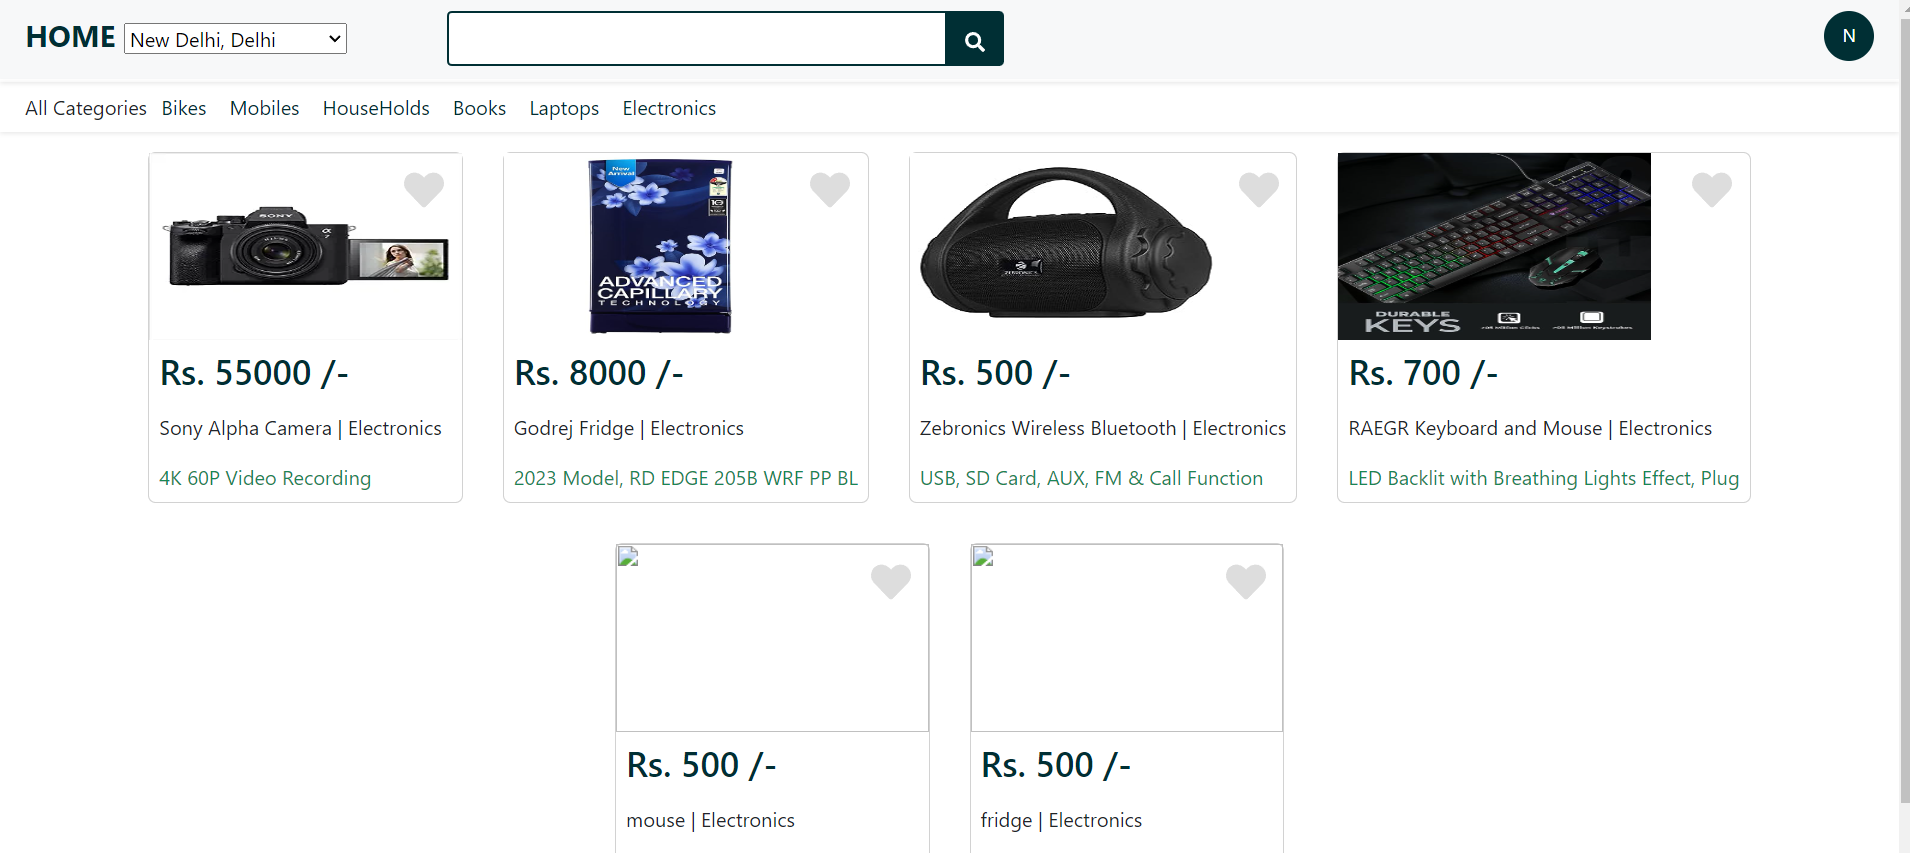 HOME New Delhi, Delhi
N
All Categories Bikes Mobiles HouseHolds Books Laptops Electronics
SONY
α
7
New
Arrival
ADVANCED
CAPILLARY
TECHNOLOGY
ZEBRONICS
DURABLE
KEYS
Rs. 55000 /-
Sony Alpha Camera | Electronics
4K 60P Video Recording
Rs. 8000 /-
Godrej Fridge | Electronics
2023 Model, RD EDGE 205B WRF PP BL
Rs. 500 /-
Zebronics Wireless Bluetooth | Electronics
USB, SD Card, AUX, FM & Call Function
Rs. 700 /-
RAEGR Keyboard and Mouse | Electronics
LED Backlit with Breathing Lights Effect, Plug
Rs. 500 /-
mouse | Electronics
Rs. 500 /-
fridge | Electronics